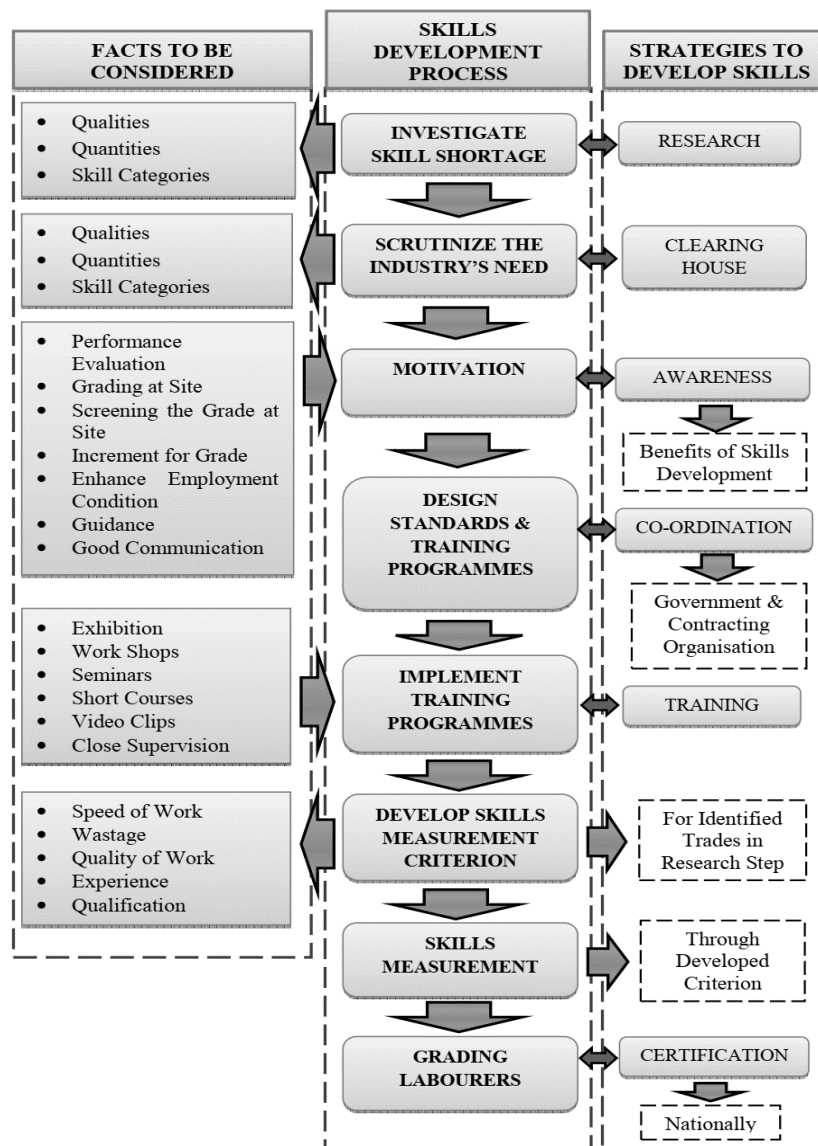 FACTS TO BE
CONSIDERED
SKILLS
DEVELOPMENT
PROCESS
STRATEGIES TO
DEVELOP SKILLS
• Qualities
• Quantities
• Skill Categories
INVESTIGATE
SKILL SHORTAGE
RESEARCH
• Qualities
• Quantities
• Skill Categories
SCRUTINIZE THE
INDUSTRY'S NEED
CLEARING
HOUSE
• Performance
Evaluation
• Grading at Site
• Screening the Grade at
Site
• Increment for Grade
• Enhance Employment
Condition
• Guidance
• Good Communication
MOTIVATION
AWARENESS
Benefits of Skills
Development
DESIGN
STANDARDS &
TRAINING
PROGRAMMES
CO-ORDINATION
Government &
Contracting
Organisation
• Exhibition
• Work Shops
• Seminars
• Short Courses
• Video Clips
• Close Supervision
IMPLEMENT
TRAINING
PROGRAMMES
TRAINING
• Speed of Work
• Wastage
• Quality of Work
• Experience
• Qualification
DEVELOP SKILLS
MEASUREMENT
CRITERION
For Identified
Trades in
Research Step
SKILLS
MEASUREMENT
Through
Developed
Criterion
GRADING
LABOURERS
CERTIFICATION
Nationally